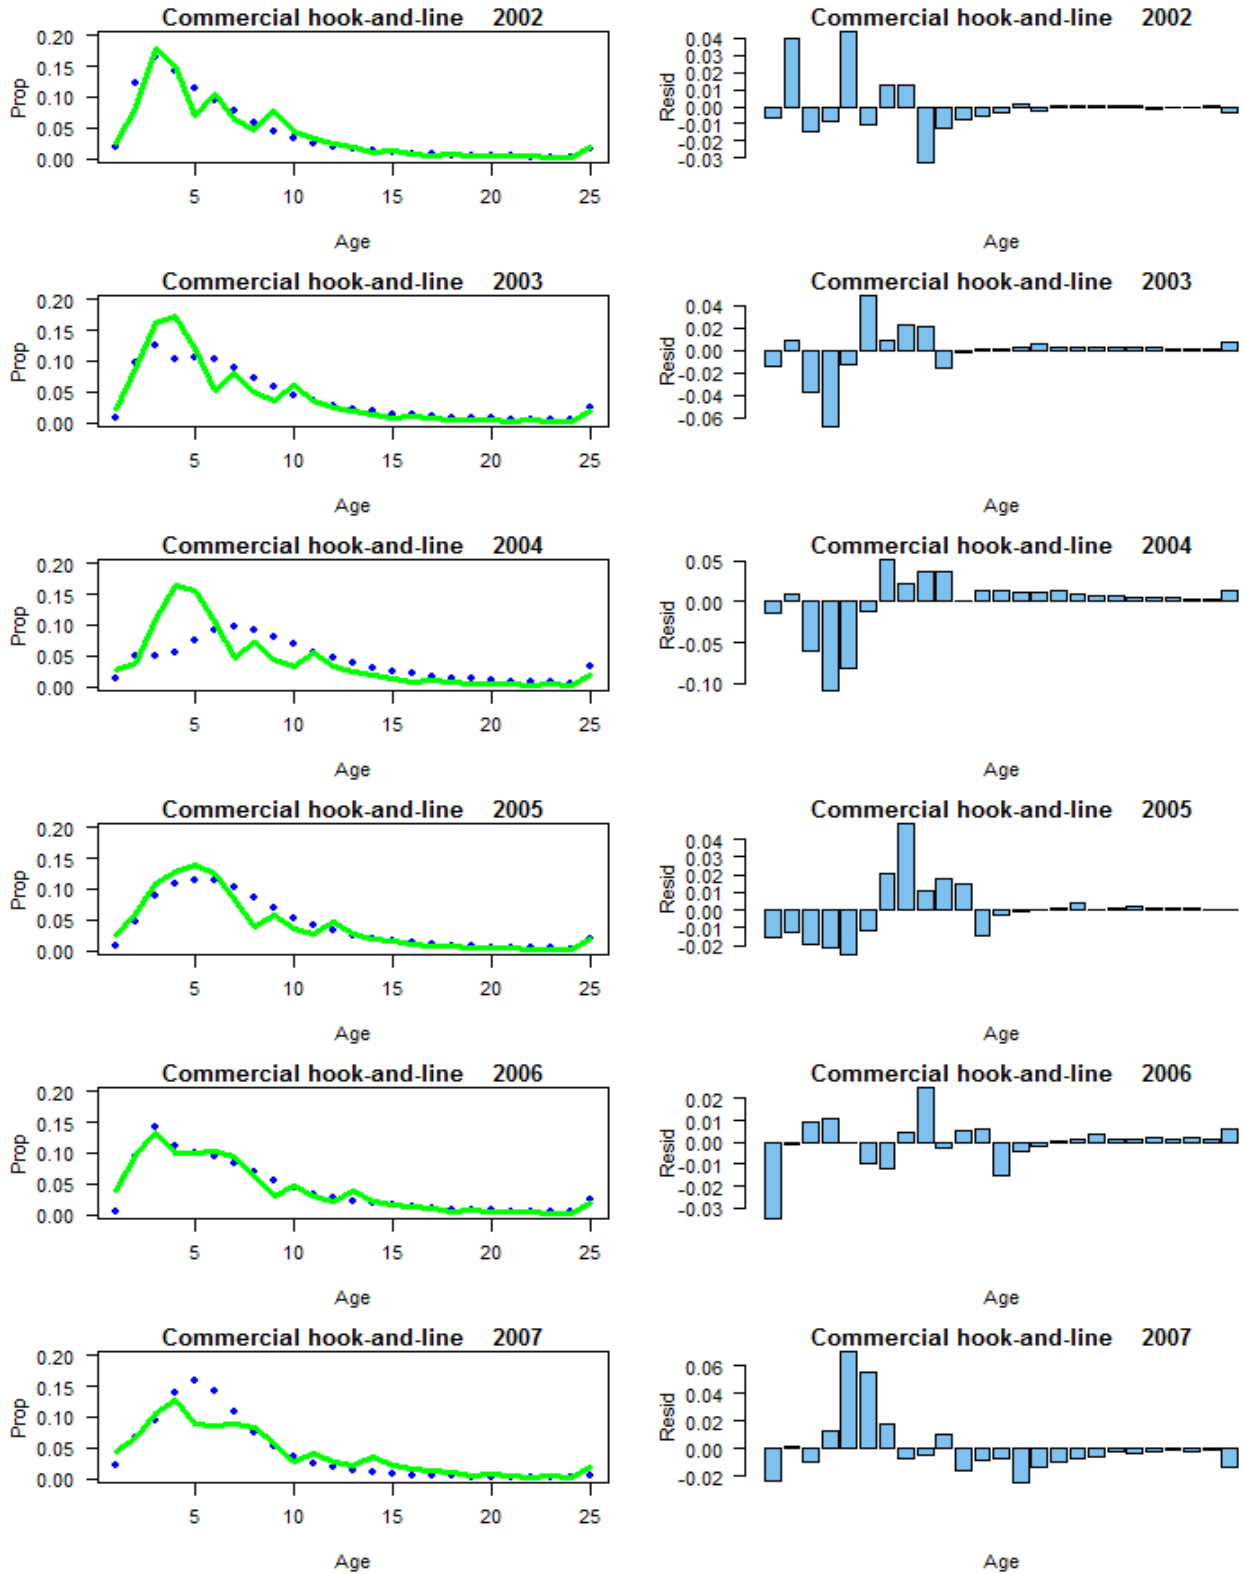 Commercial hook-and-line 2002
Prop
0.20
0.15
0.10
0.05
0.00
5 10 15 20 25
Age
Commercial hook-and-line 2002
Resid
0.04
0.03
0.02
0.01
0.00
-0.01
-0.02
-0.03
Age
Commercial hook-and-line 2003
Prop
0.20
0.15
0.10
0.05
0.00
5 10 15 20 25
Age
Commercial hook-and-line 2003
Resid
0.04
0.02
0.00
-0.02
-0.04
-0.06
Age
Commercial hook-and-line 2004
Prop
0.20
0.15
0.10
0.05
0.00
5 10 15 20 25
Age
Commercial hook-and-line 2004
Resid
0.05
0.00
-0.05
-0.10
Age
Commercial hook-and-line 2005
Prop
0.20
0.15
0.10
0.05
0.00
5 10 15 20 25
Age
Commercial hook-and-line 2005
Resid
0.04
0.03
0.02
0.01
0.00
-0.01
-0.02
Age
Commercial hook-and-line 2006
Prop
0.20
0.15
0.10
0.05
0.00
5 10 15 20 25
Age
Commercial hook-and-line 2006
Resid
0.02
0.01
0.00
-0.01
-0.02
-0.03
Age
Commercial hook-and-line 2007
Prop
0.20
0.15
0.10
0.05
0.00
5 10 15 20 25
Age
Commercial hook-and-line 2007
Resid
0.06
0.04
0.02
0.00
-0.02
Age